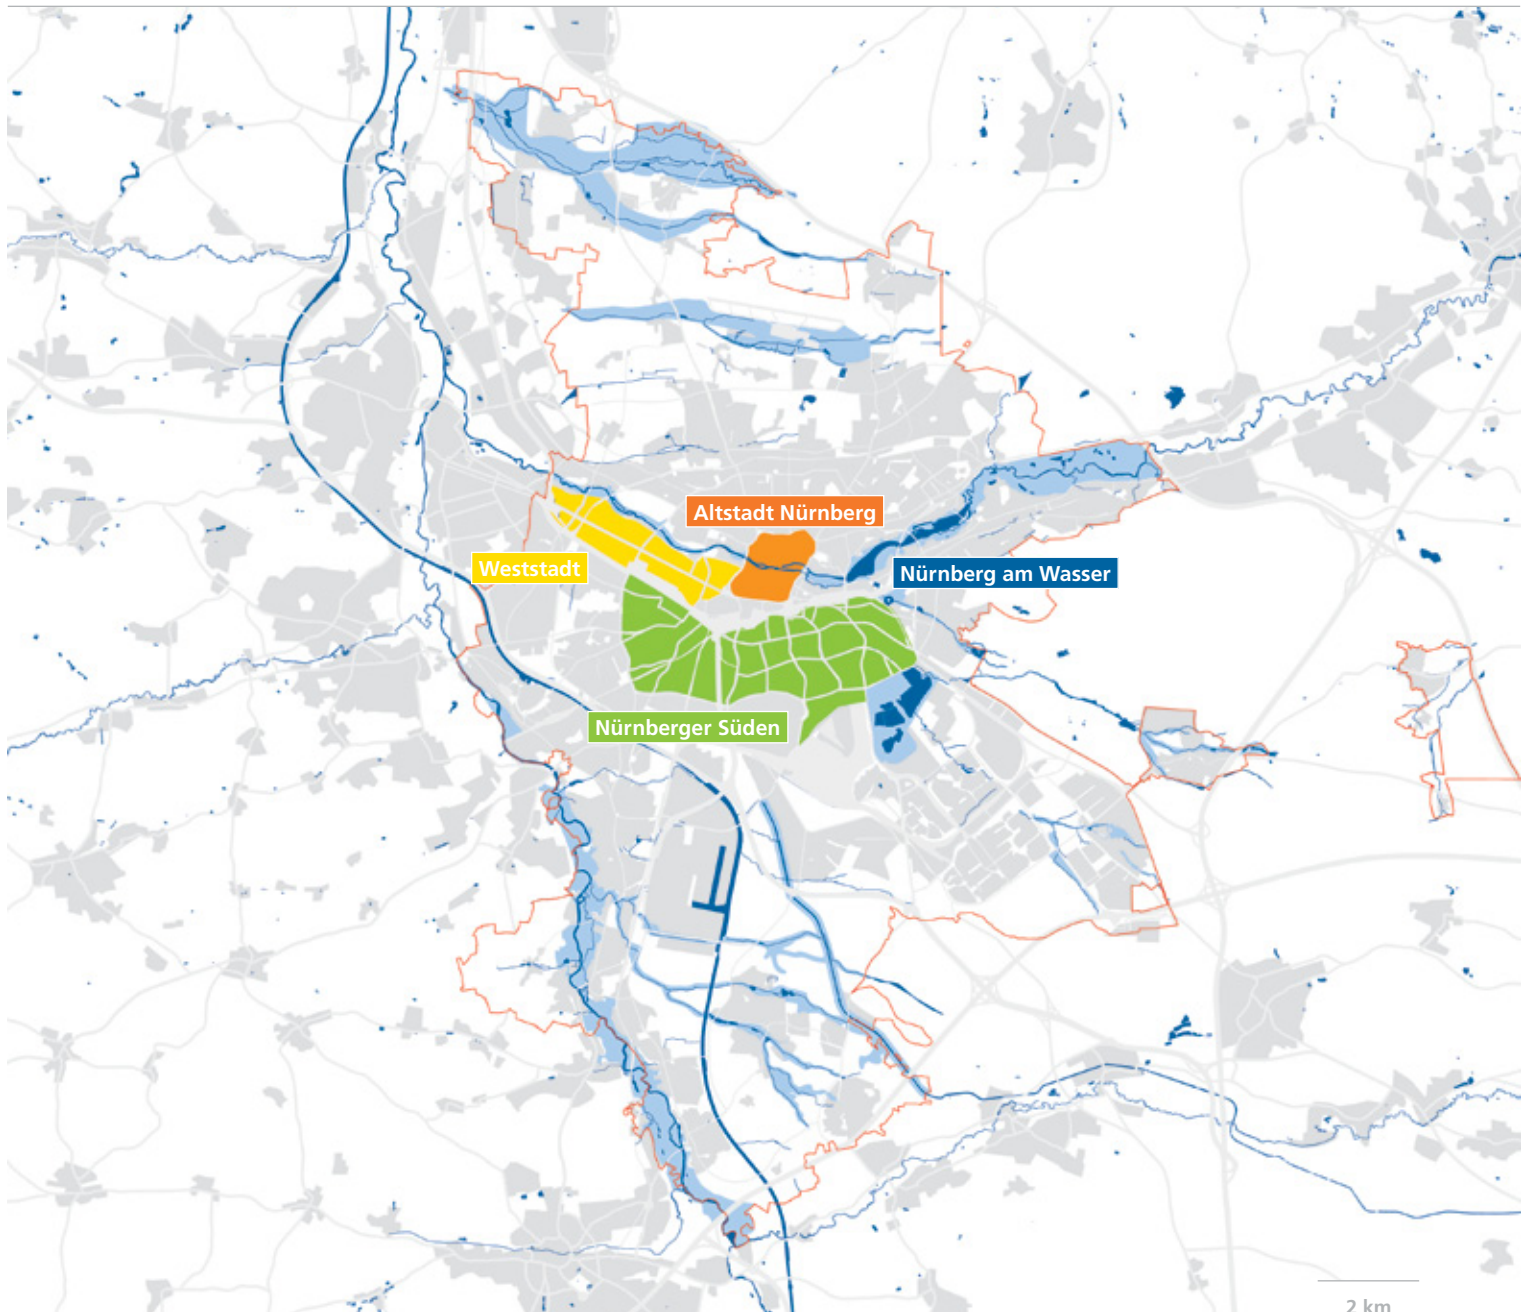 Altstadt Nürnberg
Weststadt
Nürnberg am Wasser
Nürnberger Süden
2 km